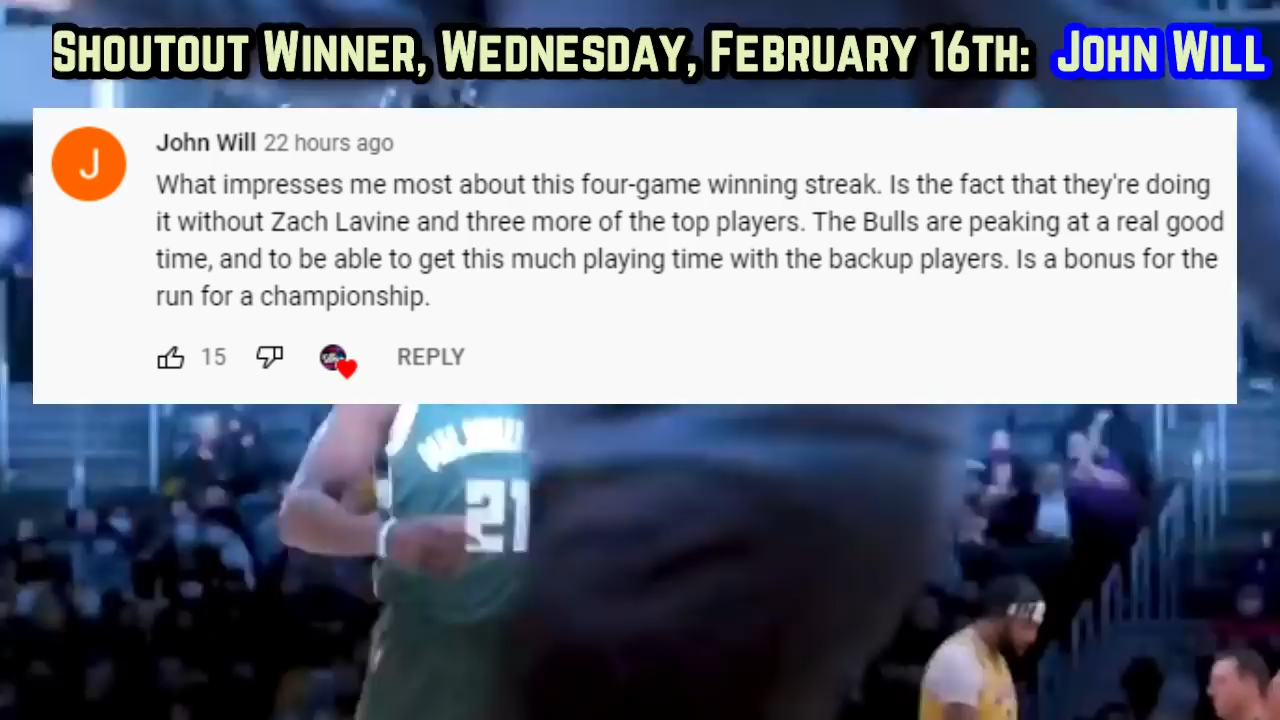 Shoutout Winner, Wednesday, February 16th: John Will
John Will 22 hours ago
J
What impresses me most about this four-game winning streak. Is the fact that they're doing
it without Zach Lavine and three more of the top players. The Bulls are peaking at a real good
time, and to be able to get this much playing time with the backup players. Is a bonus for the
run for a championship.
15 REPLY
21